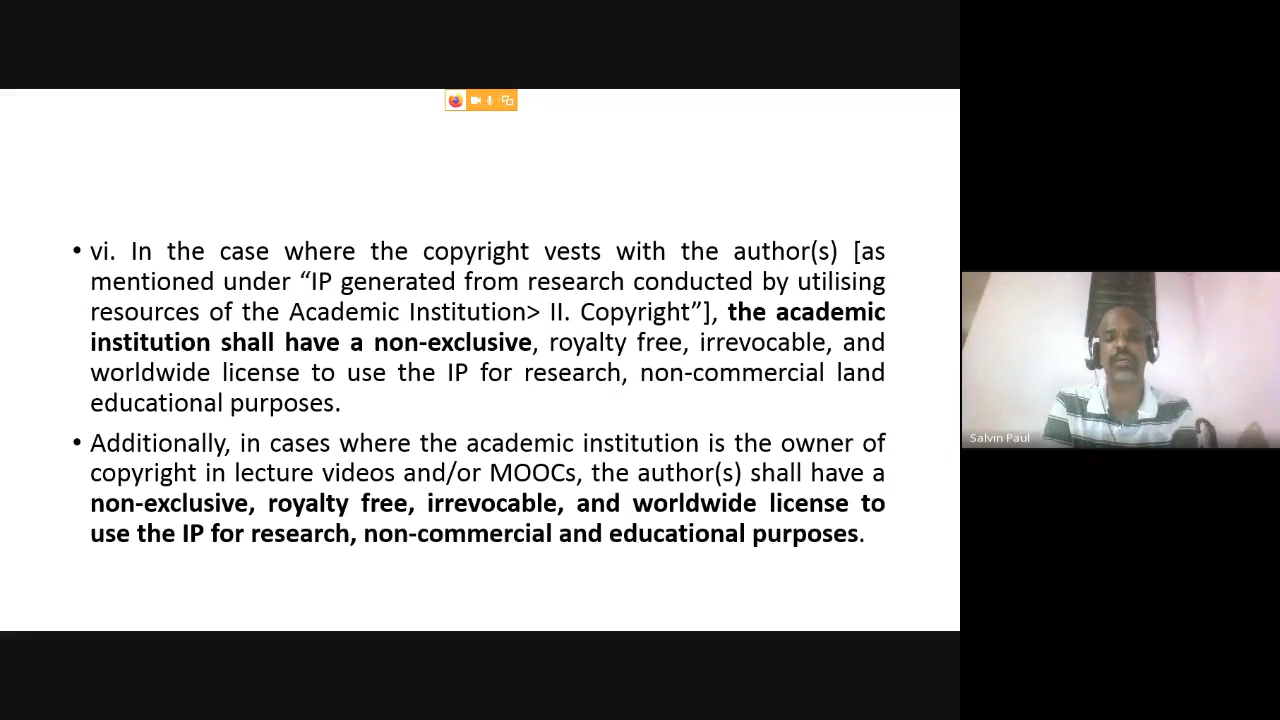 • vi. In the case where the copyright vests with the author(s) [as
mentioned under “IP generated from research conducted by utilising
resources of the Academic Institution> II. Copyright”], the academic
institution shall have a non-exclusive, royalty free, irrevocable, and
worldwide license to use the IP for research, non-commercial land
educational purposes.
• Additionally, in cases where the academic institution is the owner of
copyright in lecture videos and/or MOOCs, the author(s) shall have a
non-exclusive, royalty free, irrevocable, and worldwide license to
use the IP for research, non-commercial and educational purposes.
Salvin Paul